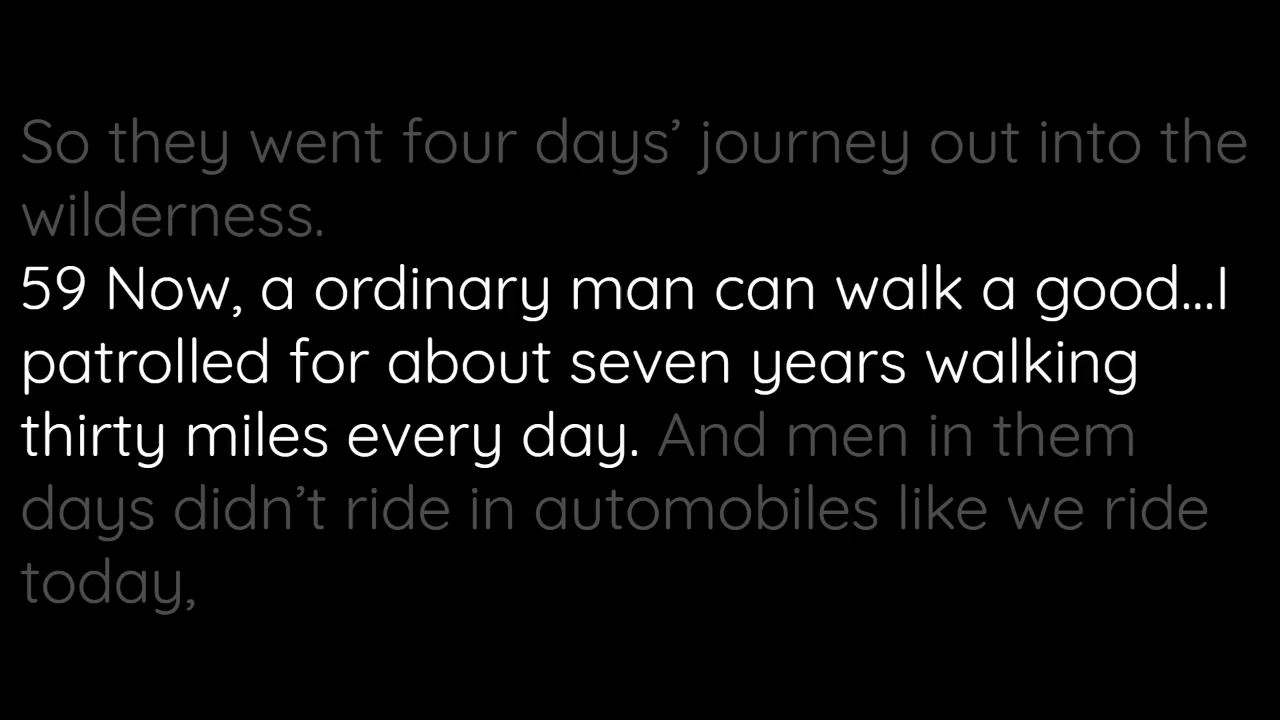 So they went four days’ journey out into the
wilderness.
59 Now, a ordinary man can walk a good...I
patrolled for about seven years walking
thirty miles every day. And men in them
days didn’t ride in automobiles like we ride
today,